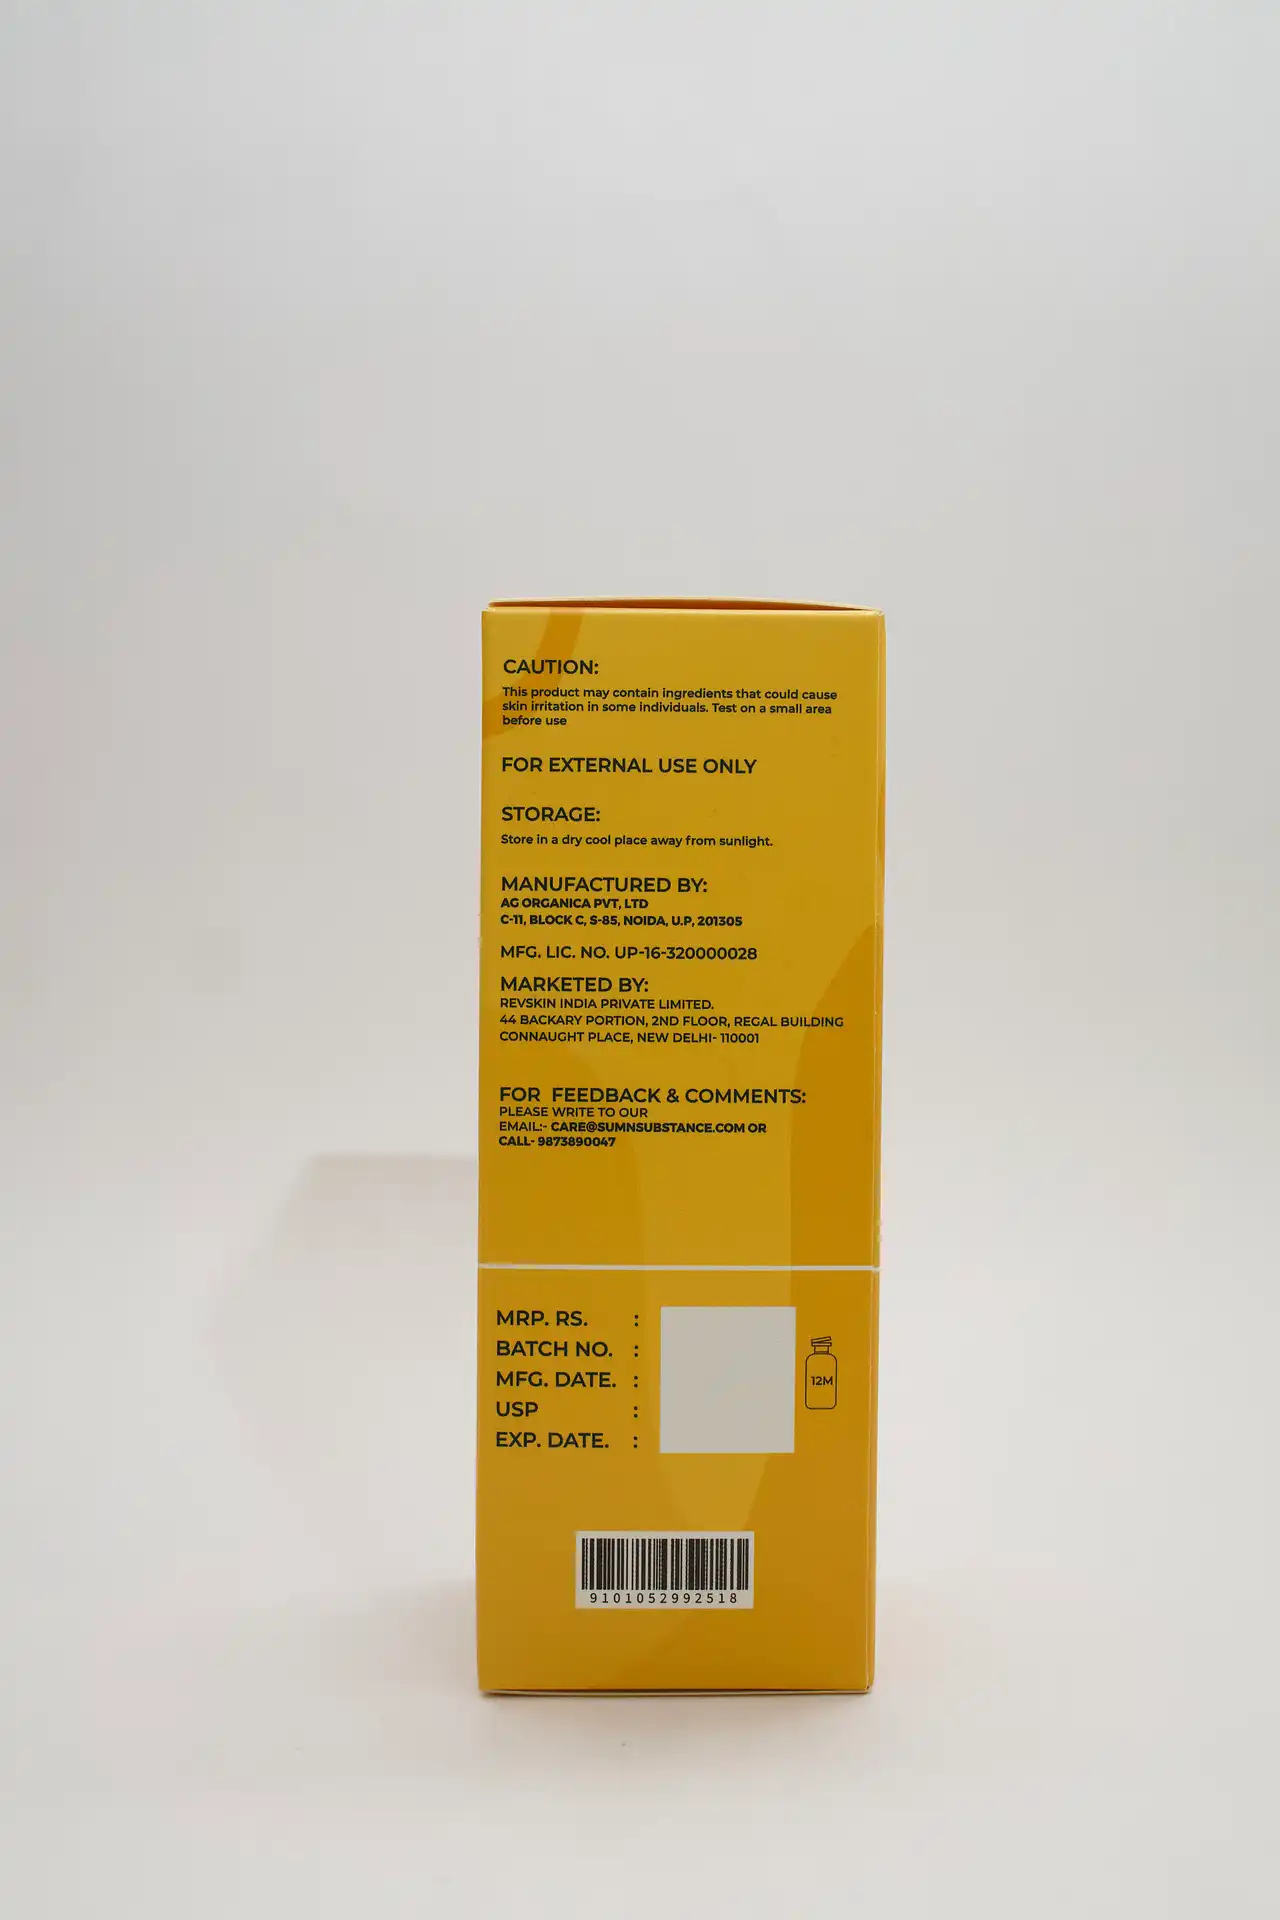 CAUTION:
This product may contain ingredients that could cause
skin irritation in some individuals. Test on a small area
before use
FOR EXTERNAL USE ONLY
STORAGE:
Store in a dry cool place away from sunlight.
MANUFACTURED BY:
AG ORGANICA PVT, LTD
C-11, BLOCK C, S-85, NOIDA, U.P, 201305
MFG. LIC. NO. UP-16-320000028
MARKETED BY:
REVSKIN INDIA PRIVATE LIMITED.
44 BACKARY PORTION, 2ND FLOOR, REGAL BUILDING
CONNAUGHT PLACE, NEW DELHI- 110001
FOR FEEDBACK & COMMENTS:
PLEASE WRITE TO OUR
EMAIL:- CARE@SUMNSUBSTANCE.COM OR
CALL- 9873890047
MRP. RS. :
BATCH NO. :
MFG. DATE. :
USP :
EXP. DATE. :
12M
9101052992518